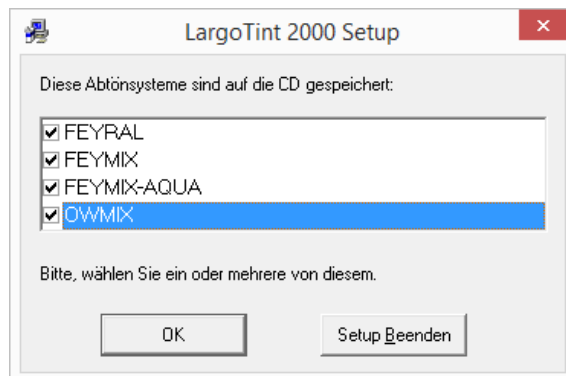 LargoTint 2000 Setup
Diese Abtönsysteme sind auf die CD gespeichert:
FEYRAL
FEYMIX
FEYMIX-AQUA
OWMIX
Bitte, wählen Sie ein oder mehrere von diesem.
OK
Setup Beenden